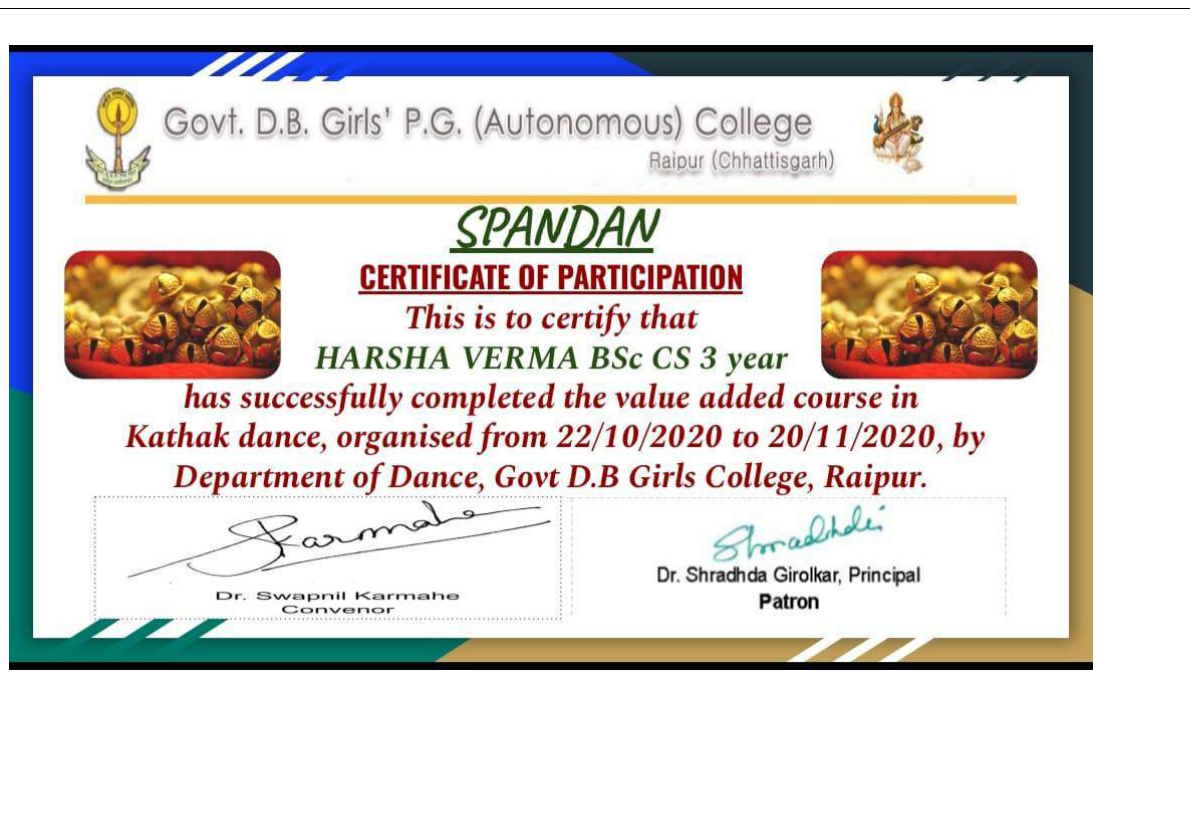 Govt. D.B. Girls' P.G. (Autonomous) College
Raipur (Chhattisgarh)
SPANDAN
CERTIFICATE OF PARTICIPATION
This is to certify that
HARSHA VERMA BSc CS 3 year
has successfully completed the value added course in
Kathak dance, organised from 22/10/2020 to 20/11/2020, by
Department of Dance, Govt D.B Girls College, Raipur.
SKarmahe
Shradhdei
Dr. Swapnil Karmahe
Convenor
Dr. Shradhda Girolkar, Principal
Patron